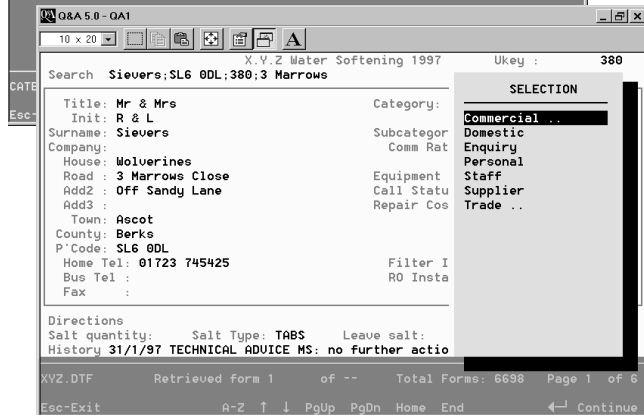 Q&A 5.0 - QA1
10 x 20
X.Y.Z Water Softening 1997 Ukey : 380
Search Sievers;SL6 0DL;380;3 Marrows
SELECTION
Commercial ..
Domestic
Enquiry
Personal
Staff
Supplier
Trade ..
Title: Mr & Mrs Category:
Init: R & L
Surname: Sievers Subcategor
Company: Comm Rat
House: Wolverines
Road : 3 Marrows Close Equipment
Add2 : Off Sandy Lane Call Statu
Add3 : Repair Cos
Town: Ascot
County: Berks
P'Code: SL6 0DL
Home Tel: 01723 745425 Filter I
Bus Tel : RO Insta
Fax :
Directions
Salt quantity: Salt Type: TABS Leave salt:
History 31/1/97 TECHNICAL ADVICE MS: no further actio
XYZ.DTF Retrieved form 1 of -- Total Forms: 6698 Page 1 of 6
Esc-Exit A-Z ↑ ↓ PgUp PgDn Home End ↵ Continue
CATE
Esc-